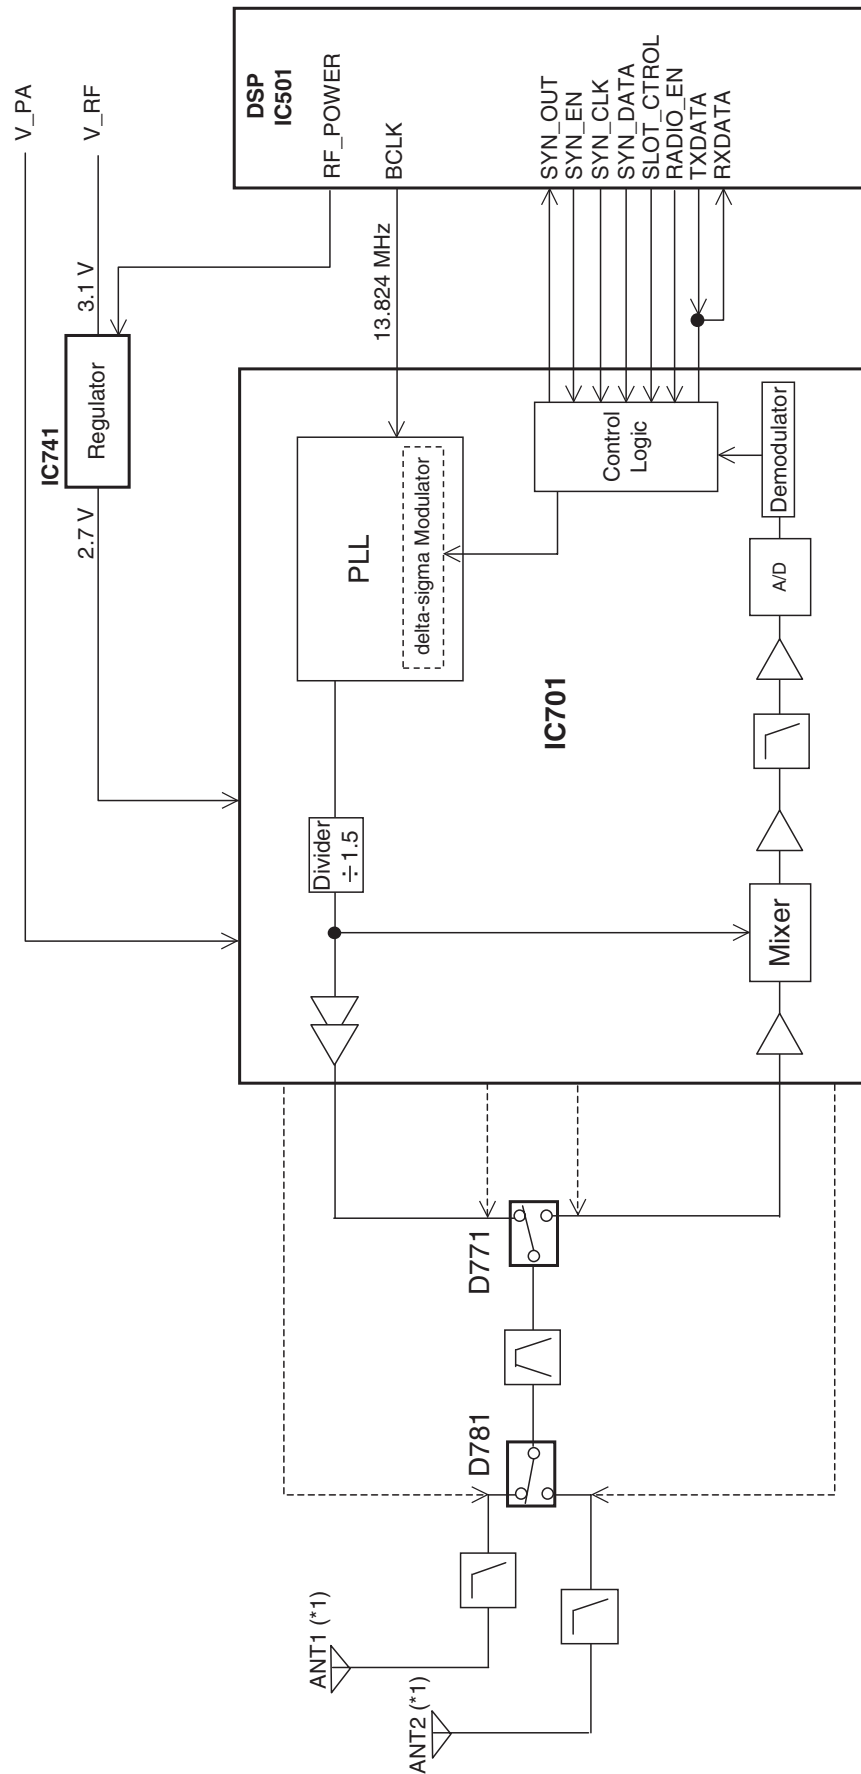 V_PA
V_RF
DSP
IC501
RF_POWER
BCLK
SYN_OUT
SYN_EN
SYN_CLK
SYN_DATA
SLOT_CTROL
RADIO_EN
TXDATA
RXDATA
3.1 V
13.824 MHz
IC741
Regulator
2.7 V
PLL
delta-sigma Modulator
Control
Logic
Demodulator
A/D
IC701
Divider
÷1.5
Mixer
D771
D781
ANT1 (*1)
ANT2 (*1)